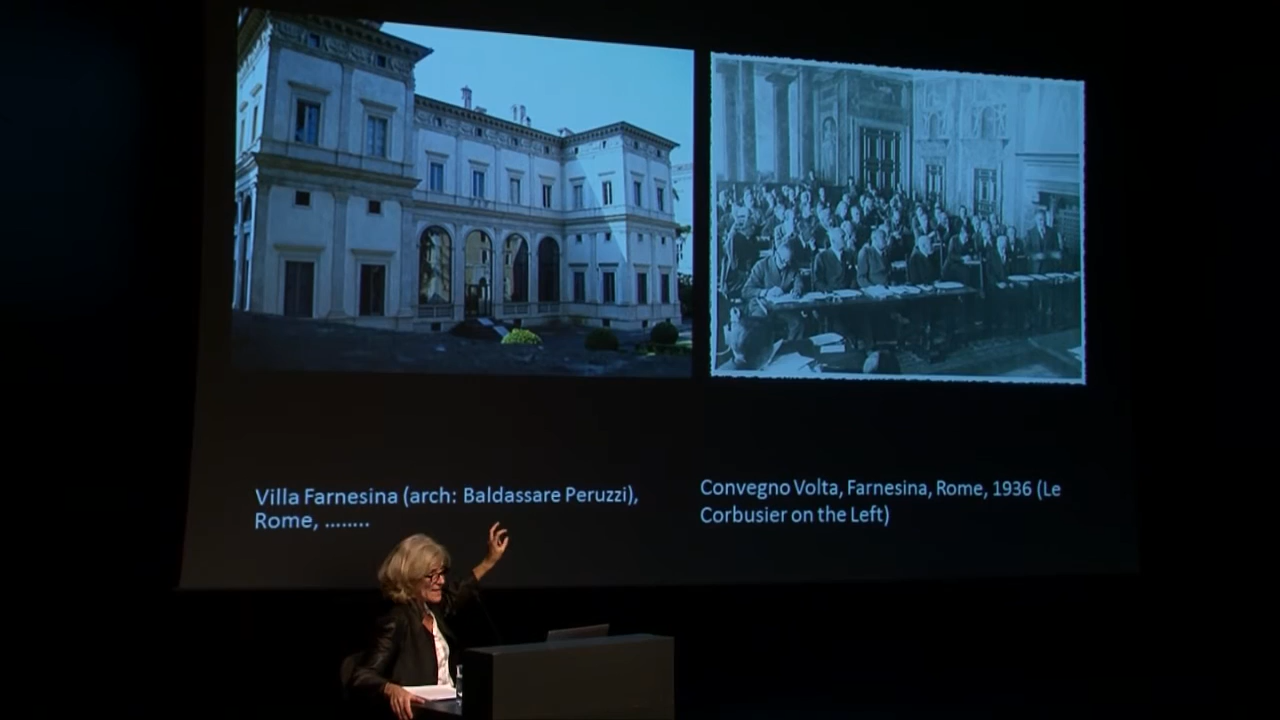 Villa Farnesina (arch: Baldassare Peruzzi),
Rome, ........
Convegno Volta, Farnesina, Rome, 1936 (Le
Corbusier on the Left)